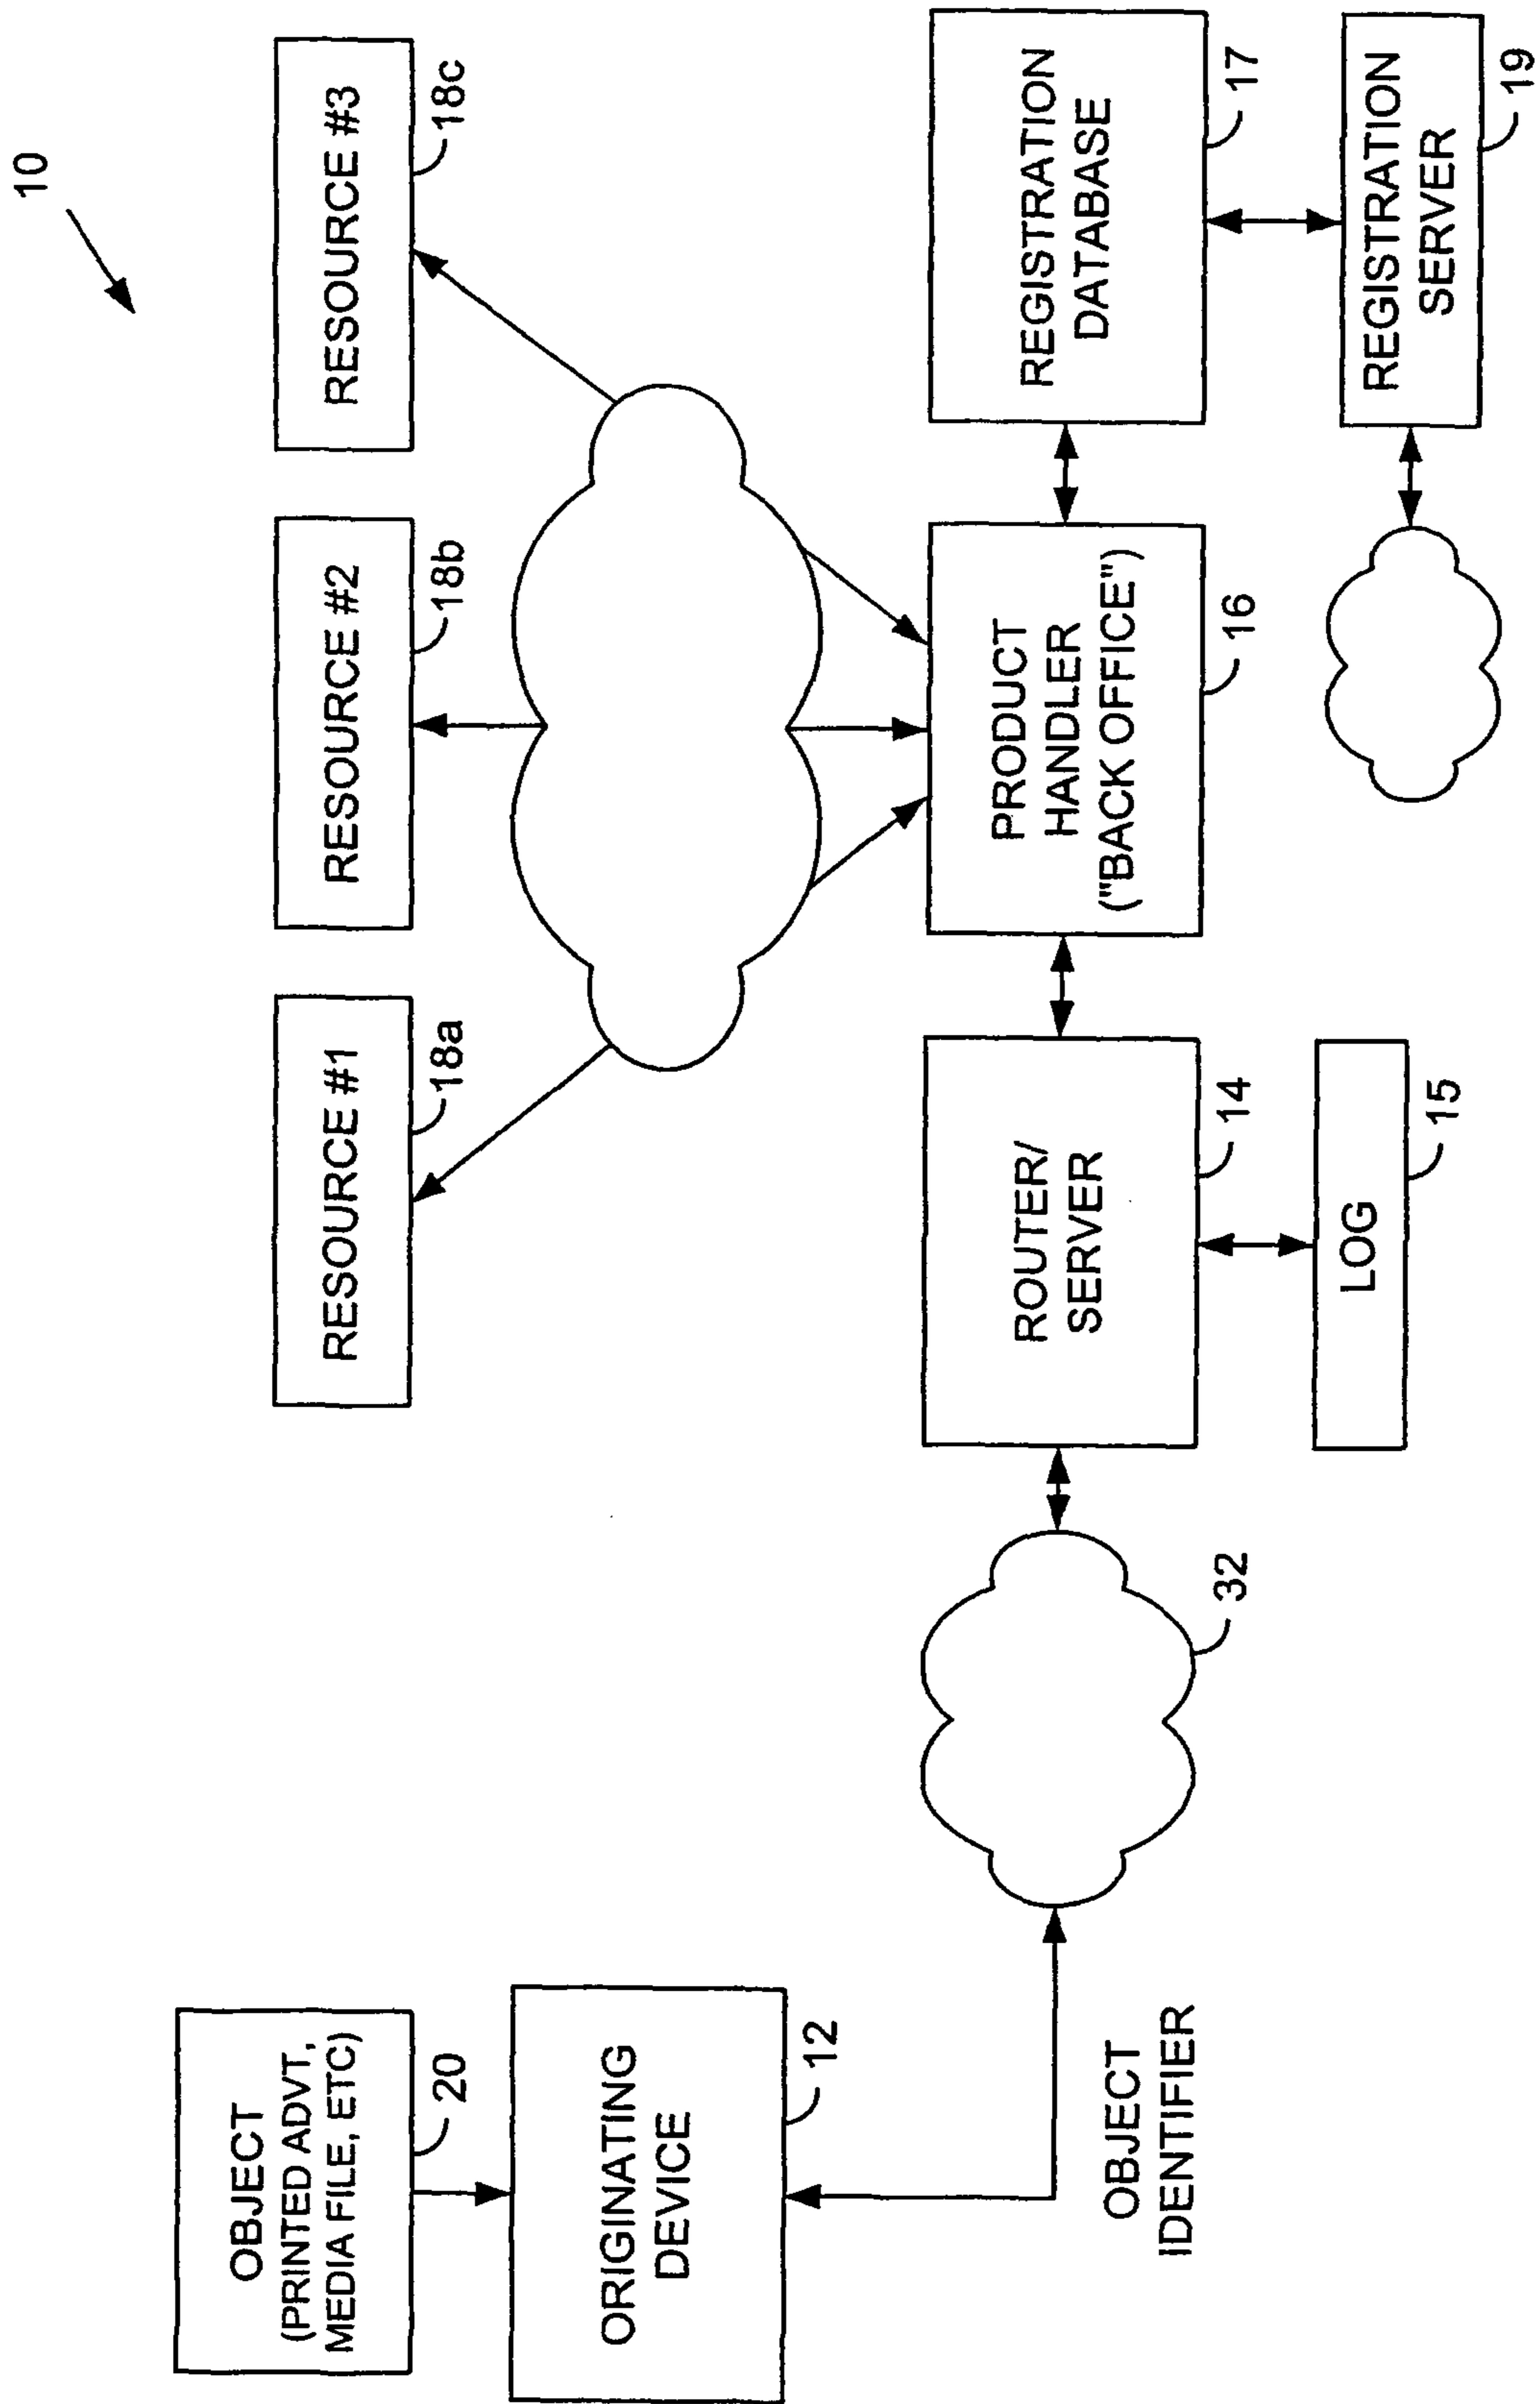 10
RESOURCE #1
18a
RESOURCE #2
18b
RESOURCE #3
18c
OBJECT
(PRINTED ADVT,
MEDIA FILE, ETC)
20
ORIGINATING
DEVICE
12
OBJECT
IDENTIFIER
32
ROUTER/
SERVER
14
LOG
15
PRODUCT
HANDLER
("BACK OFFICE")
16
REGISTRATION
DATABASE
17
REGISTRATION
SERVER
19